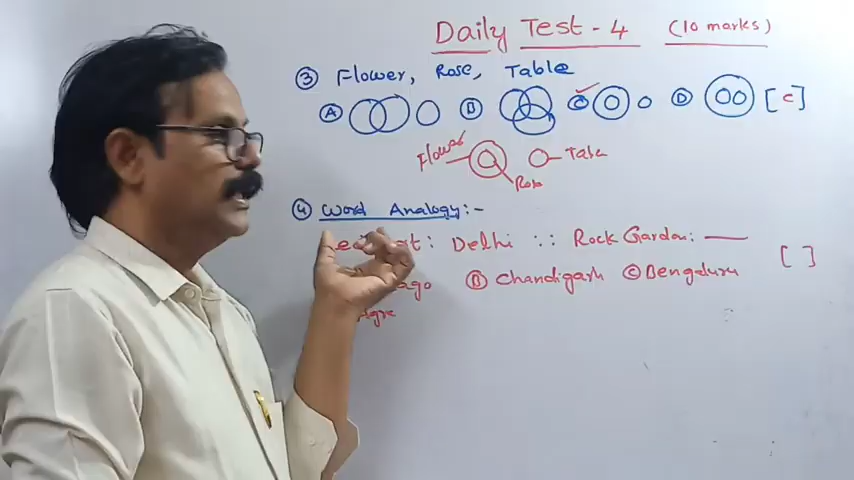 Daily Test - 4 (10 marks)
③ Flower, Rose, Table
Ⓐ Ⓑ Ⓒ Ⓓ [c]
Flower Table
Rose
④ Word Analogy:-
: Delhi :: Rock Garden: ——
Ⓑ Chandigarh Ⓒ Bengaluru [ ]